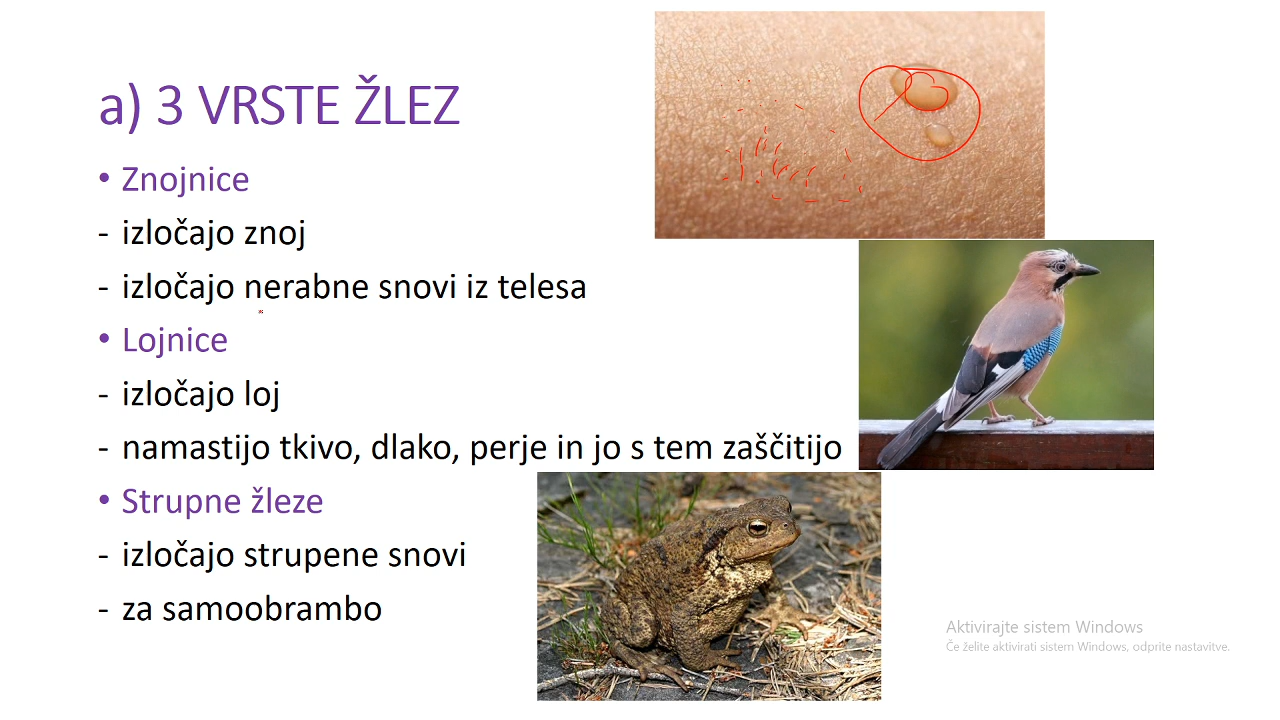 a) 3 VRSTE ŽLEZ
• Znojnice
- izločajo znoj
- izločajo nerabne snovi iz telesa
• Lojnice
- izločajo loj
- namastijo tkivo, dlako, perje in jo s tem zaščitijo
• Strupne žleze
- izločajo strupene snovi
- za samoobrambo
Aktivirajte sistem Windows
Če želite aktivirati sistem Windows, odprite nastavitve.